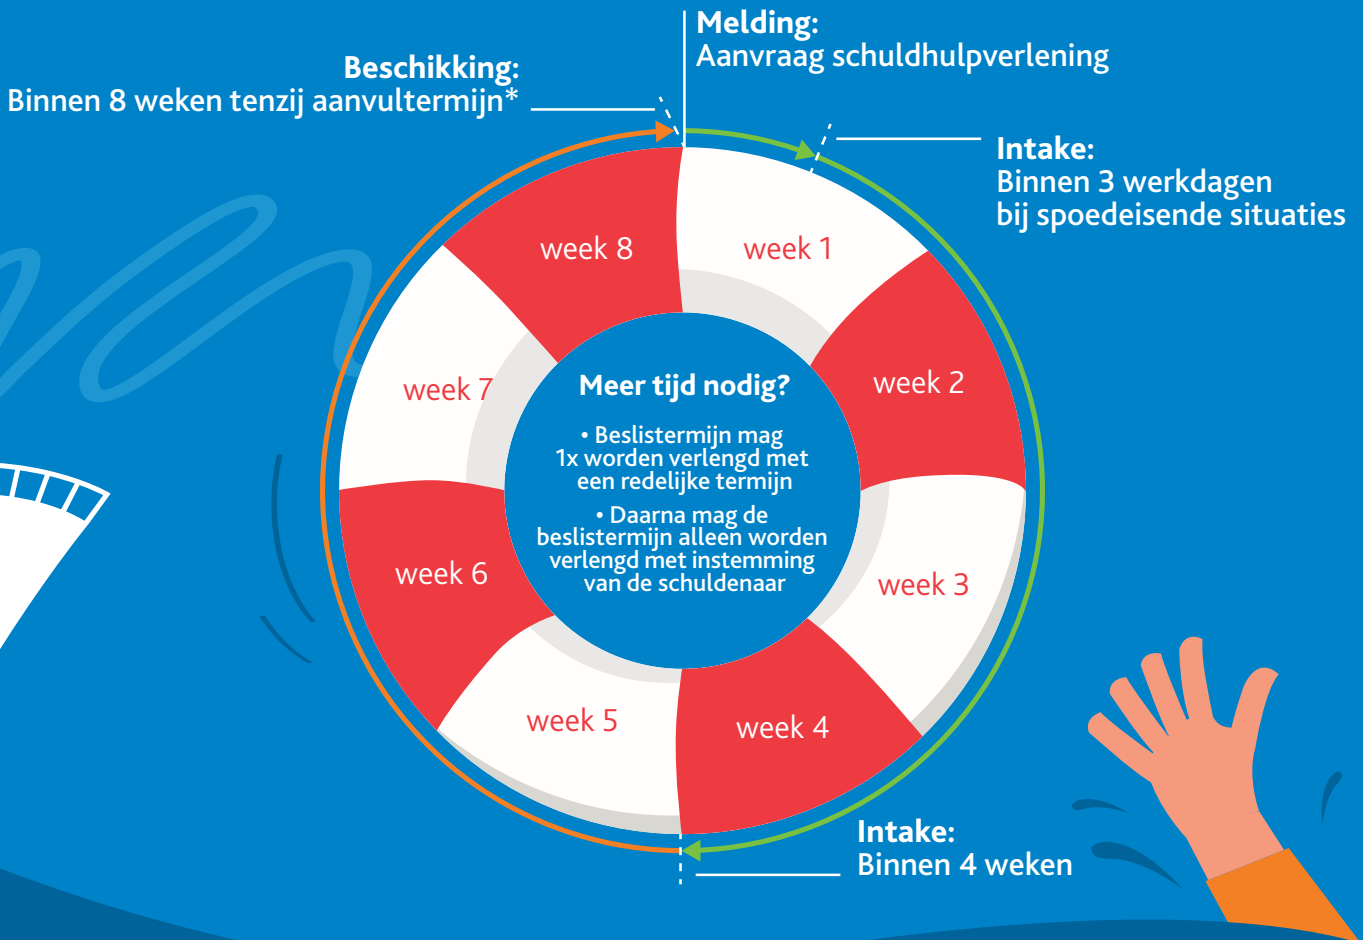 Melding:
Aanvraag schuldhulpverlening
Beschikking:
Binnen 8 weken tenzij aanvultermijn*
Intake:
Binnen 3 werkdagen
bij spoedeisende situaties
week 8
week 1
week 7
week 2
Meer tijd nodig?
• Beslistermijn mag
1x worden verlengd met
een redelijke termijn
• Daarna mag de
beslistermijn alleen worden
verlengd met instemming
van de schuldenaar
week 6
week 3
week 5
week 4
Intake:
Binnen 4 weken